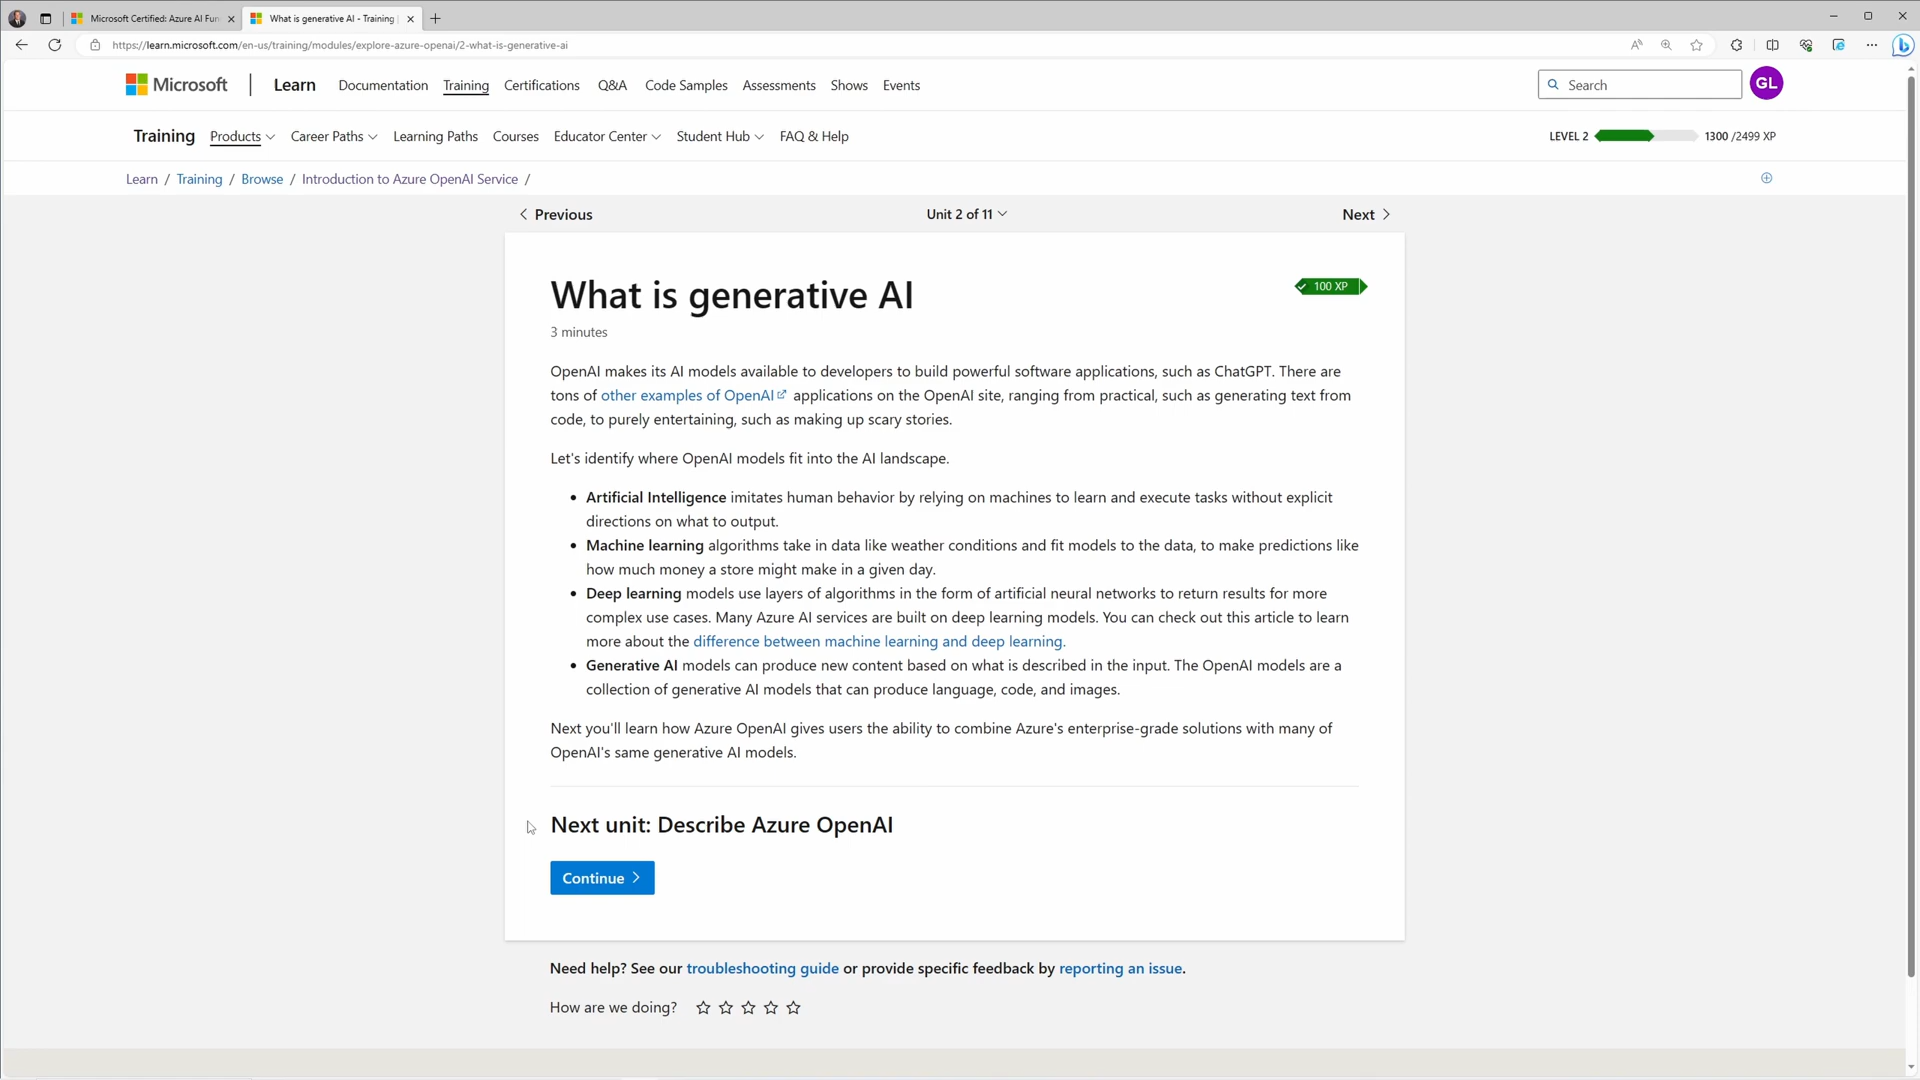 Microsoft Certified: Azure AI Fun
What is generative AI - Training |
https://learn.microsoft.com/en-us/training/modules/explore-azure-openai/2-what-is-generative-ai
Microsoft | Learn Documentation Training Certifications Q&A Code Samples Assessments Shows Events Search GL
Training Products Career Paths Learning Paths Courses Educator Center Student Hub FAQ & Help LEVEL 2 1300 /2499 XP
Learn / Training / Browse / Introduction to Azure OpenAI Service /
Previous Unit 2 of 11 Next
What is generative AI
100 XP
3 minutes
OpenAI makes its AI models available to developers to build powerful software applications, such as ChatGPT. There are
tons of other examples of OpenAI applications on the OpenAI site, ranging from practical, such as generating text from
code, to purely entertaining, such as making up scary stories.
Let's identify where OpenAI models fit into the AI landscape.
• Artificial Intelligence imitates human behavior by relying on machines to learn and execute tasks without explicit
directions on what to output.
• Machine learning algorithms take in data like weather conditions and fit models to the data, to make predictions like
how much money a store might make in a given day.
• Deep learning models use layers of algorithms in the form of artificial neural networks to return results for more
complex use cases. Many Azure AI services are built on deep learning models. You can check out this article to learn
more about the difference between machine learning and deep learning.
• Generative AI models can produce new content based on what is described in the input. The OpenAI models are a
collection of generative AI models that can produce language, code, and images.
Next you'll learn how Azure OpenAI gives users the ability to combine Azure's enterprise-grade solutions with many of
OpenAI's same generative AI models.
Next unit: Describe Azure OpenAI
Continue
Need help? See our troubleshooting guide or provide specific feedback by reporting an issue.
How are we doing?